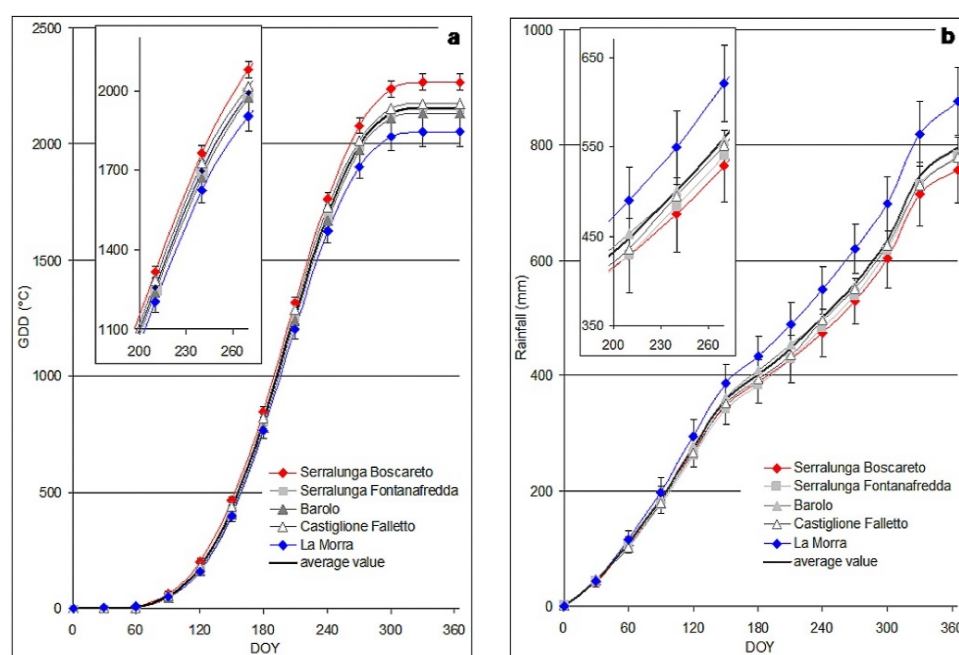 a
2500
2000
1500
1000
500
0
GDD (°C)
0 60 120 180 240 300 360
DOY
2000
1700
1400
1100
200 230 260
Serralunga Boscareto
Serralunga Fontanafredda
Barolo
Castiglione Falletto
La Morra
average value
b
1000
800
600
400
200
0
Rainfall (mm)
0 60 120 180 240 300 360
DOY
650
550
450
350
200 230 260
Serralunga Boscareto
Serralunga Fontanafredda
Barolo
Castiglione Falletto
La Morra
average value